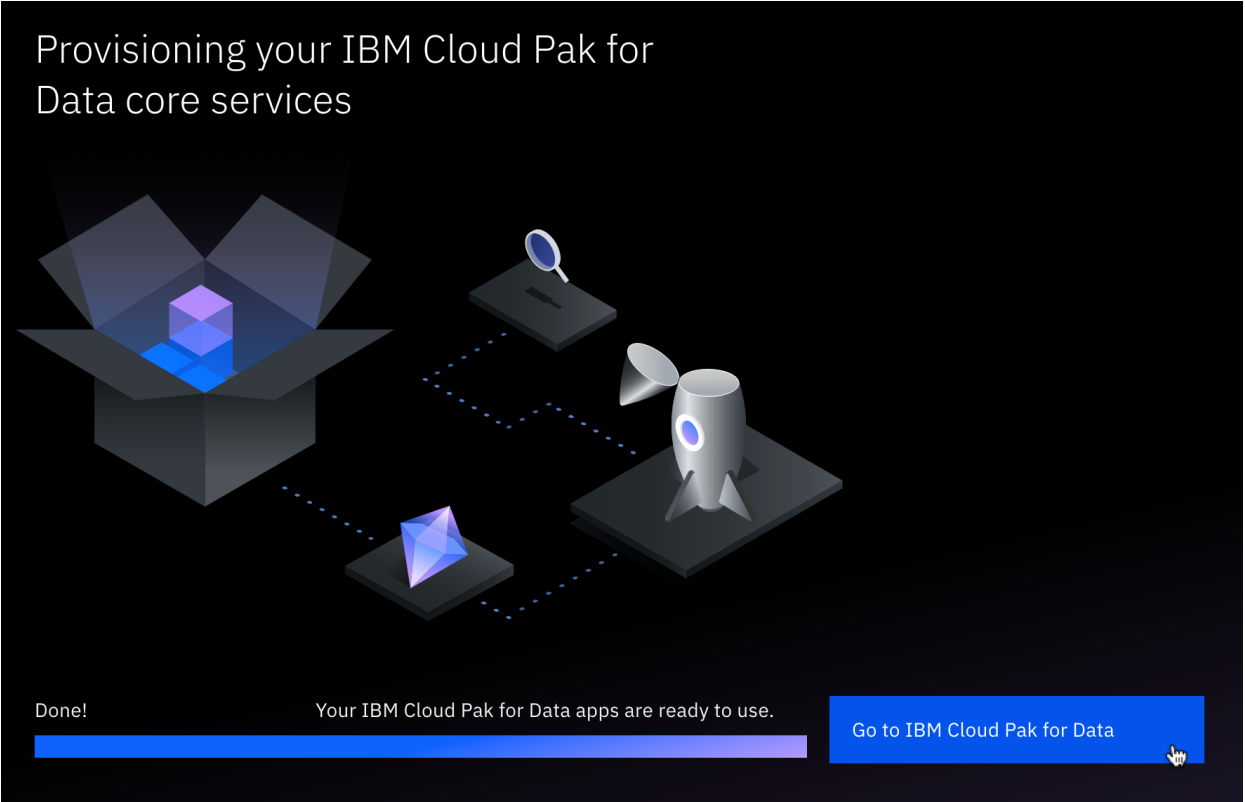 Provisioning your IBM Cloud Pak for
Data core services
Done!
Your IBM Cloud Pak for Data apps are ready to use.
Go to IBM Cloud Pak for Data